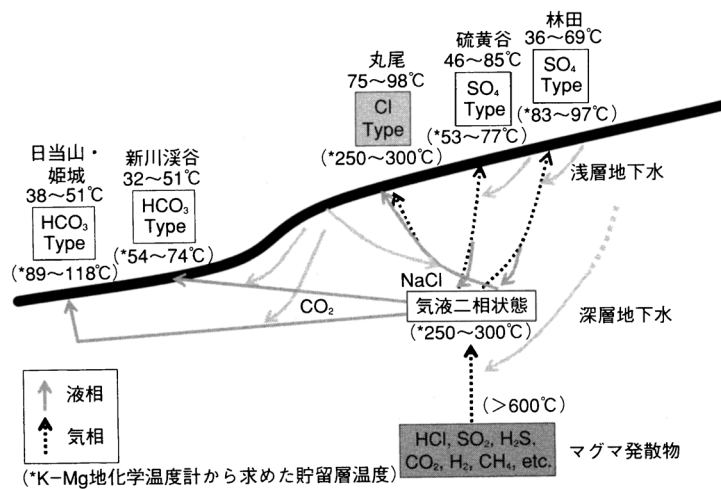 林田
36～69℃
SO₄
Type
(*83～97℃)
硫黄谷
46～85℃
SO₄
Type
(*53～77℃)
丸尾
75～98℃
Cl
Type
(*250～300℃)
新川渓谷
32～51℃
HCO₃
Type
(*54～74℃)
日当山・
姫城
38～51℃
HCO₃
Type
(*89～118℃)
浅層地下水
NaCl
気液二相状態
(*250～300℃)
CO₂
深層地下水
(＞600℃)
HCl, SO₂, H₂S,
CO₂, H₂, CH₄, etc.
マグマ発散物
液相
気相
(*K−Mg地化学温度計から求めた貯留層温度)